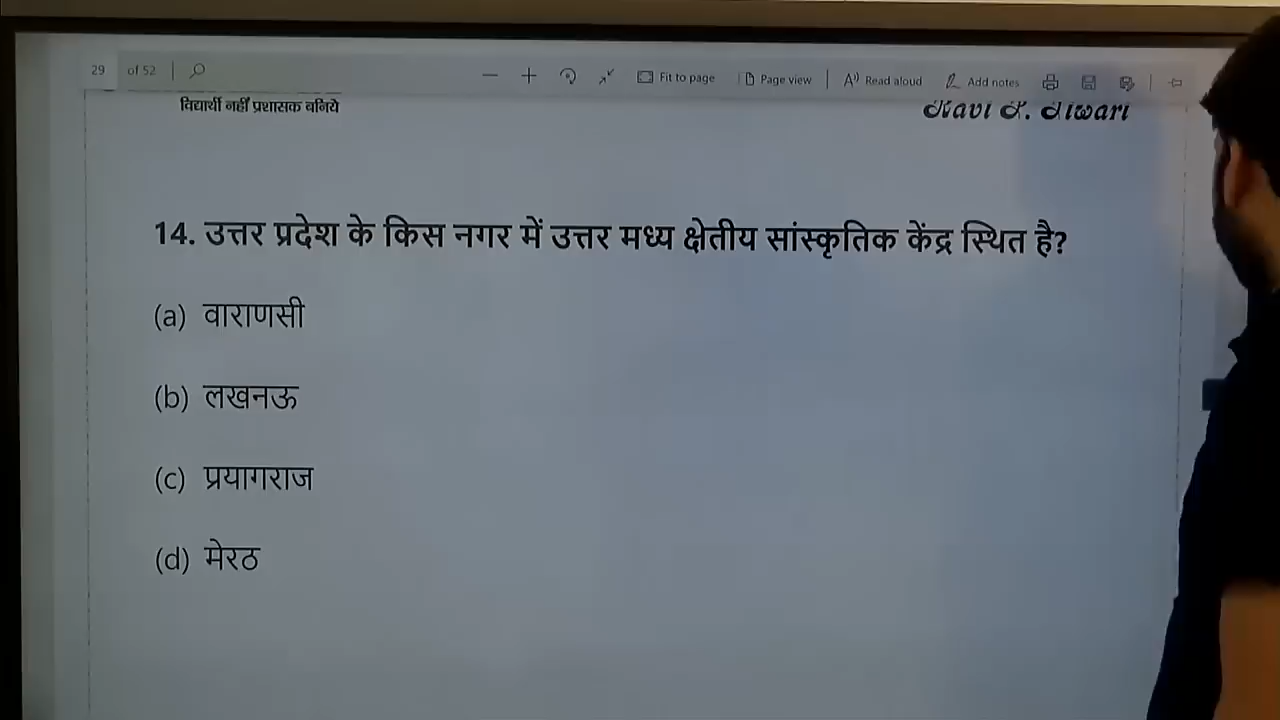 29 of 52 Fit to page Page view Read aloud Add notes
विद्यार्थी नहीं प्रशासक बनिये
14. उत्तर प्रदेश के किस नगर में उत्तर मध्य क्षेतीय सांस्कृतिक केंद्र स्थित है?
(a) वाराणसी
(b) लखनऊ
(c) प्रयागराज
(d) मेरठ